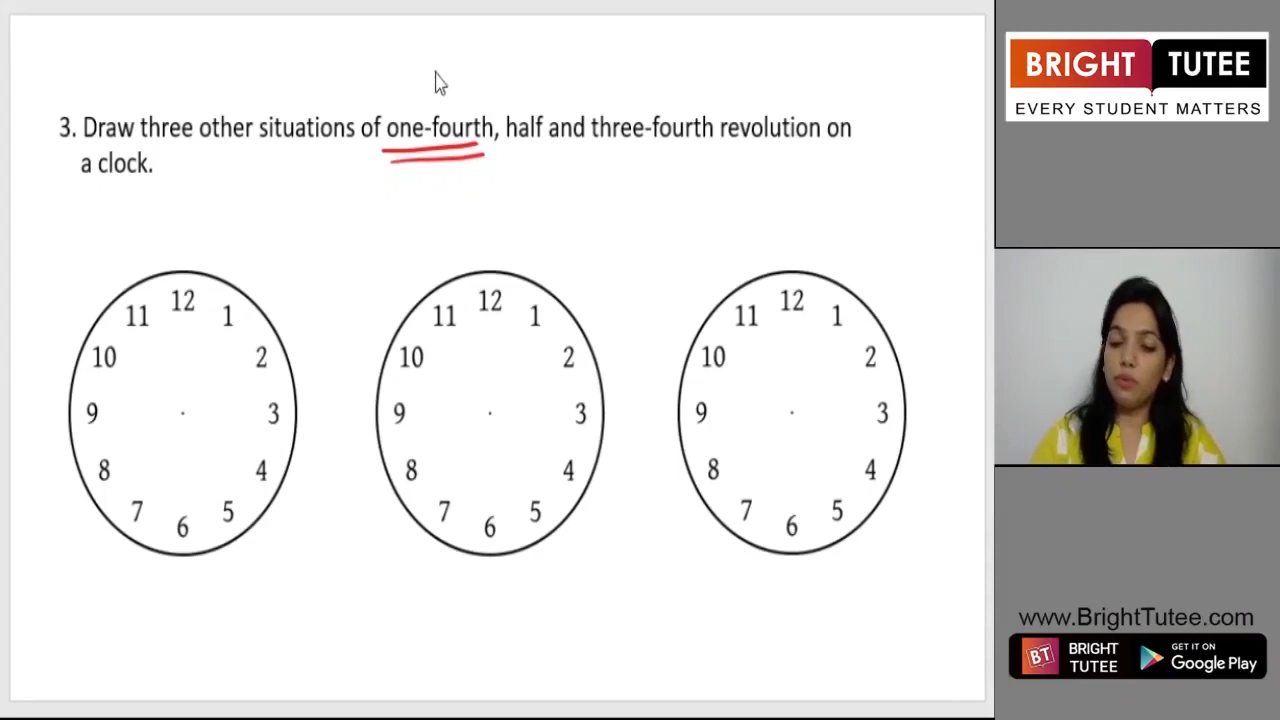 3. Draw three other situations of one-fourth, half and three-fourth revolution on
a clock.
12
11 1
10 2
9 3
8 4
7 5
6
12
11 1
10 2
9 3
8 4
7 5
6
12
11 1
10 2
9 3
8 4
7 5
6
BRIGHT TUTEE
EVERY STUDENT MATTERS
www.BrightTutee.com
BT
BRIGHT
TUTEE
GET IT ON
Google Play